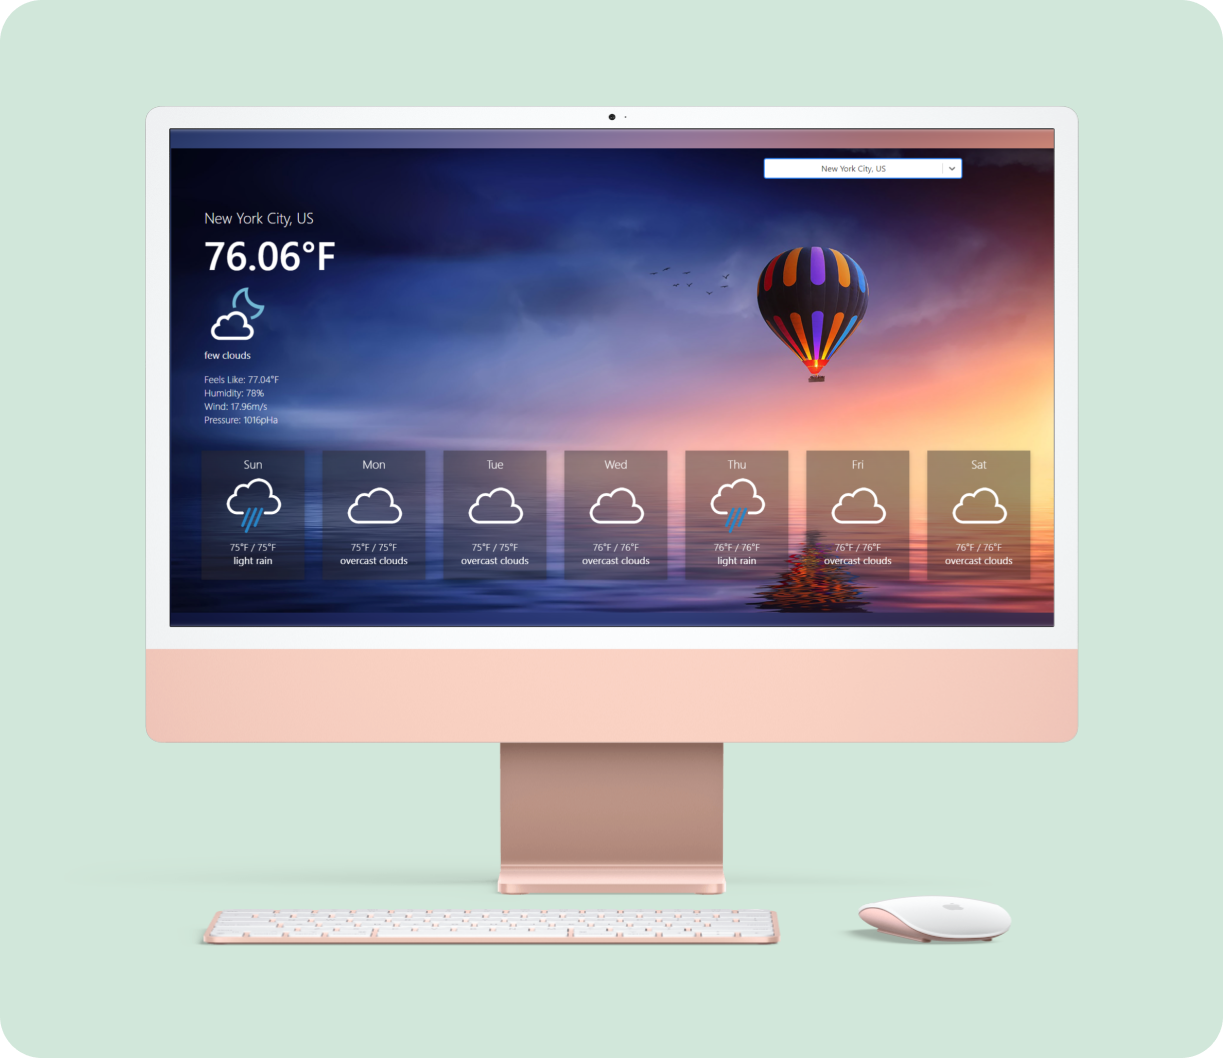 New York City, US
New York City, US
76.06°F
few clouds
Feels Like: 77.04°F
Humidity: 78%
Wind: 17.96m/s
Pressure: 1016pHa
Sun
Mon
Tue
Wed
Thu
Fri
Sat
75°F / 75°F
75°F / 75°F
75°F / 75°F
76°F / 76°F
76°F / 76°F
76°F / 76°F
76°F / 76°F
light rain
overcast clouds
overcast clouds
overcast clouds
light rain
overcast clouds
overcast clouds